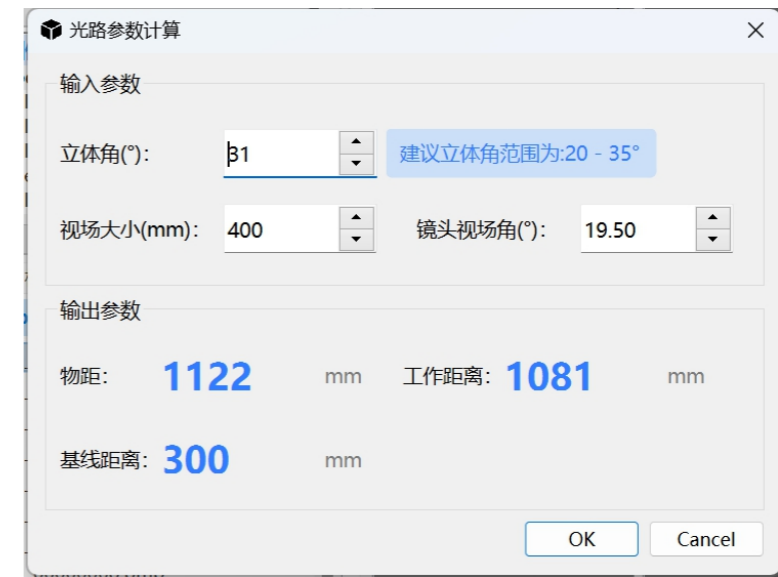 光路参数计算
输入参数
立体角(°)： 31 建议立体角范围为:20 - 35°
视场大小(mm)： 400 镜头视场角(°)： 19.50
输出参数
物距： 1122 mm 工作距离： 1081 mm
基线距离： 300 mm
OK Cancel